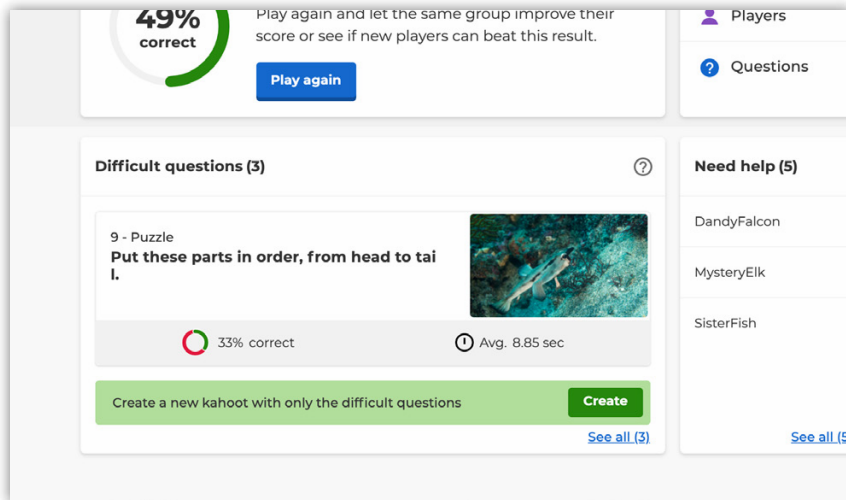 49%
correct
Play again and let the same group improve their
score or see if new players can beat this result.
Play again
Players
Questions
Difficult questions (3)
9 - Puzzle
Put these parts in order, from head to tai
l.
33% correct
Avg. 8.85 sec
Create a new kahoot with only the difficult questions
Create
See all (3)
Need help (5)
DandyFalcon
MysteryElk
SisterFish
See all (5